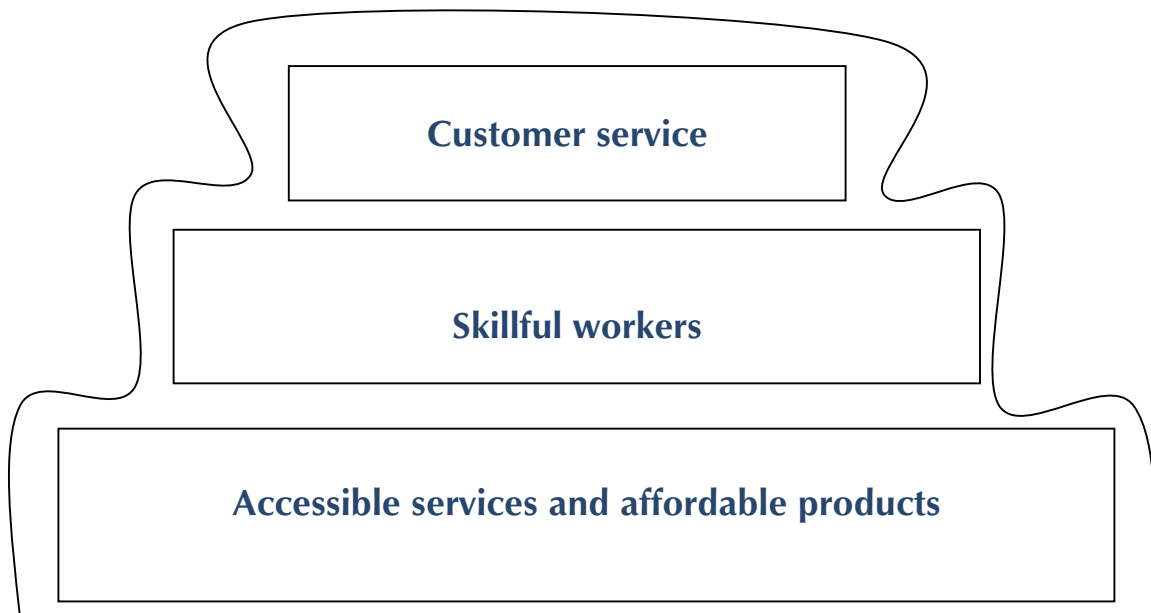 Customer service
Skillful workers
Accessible services and affordable products